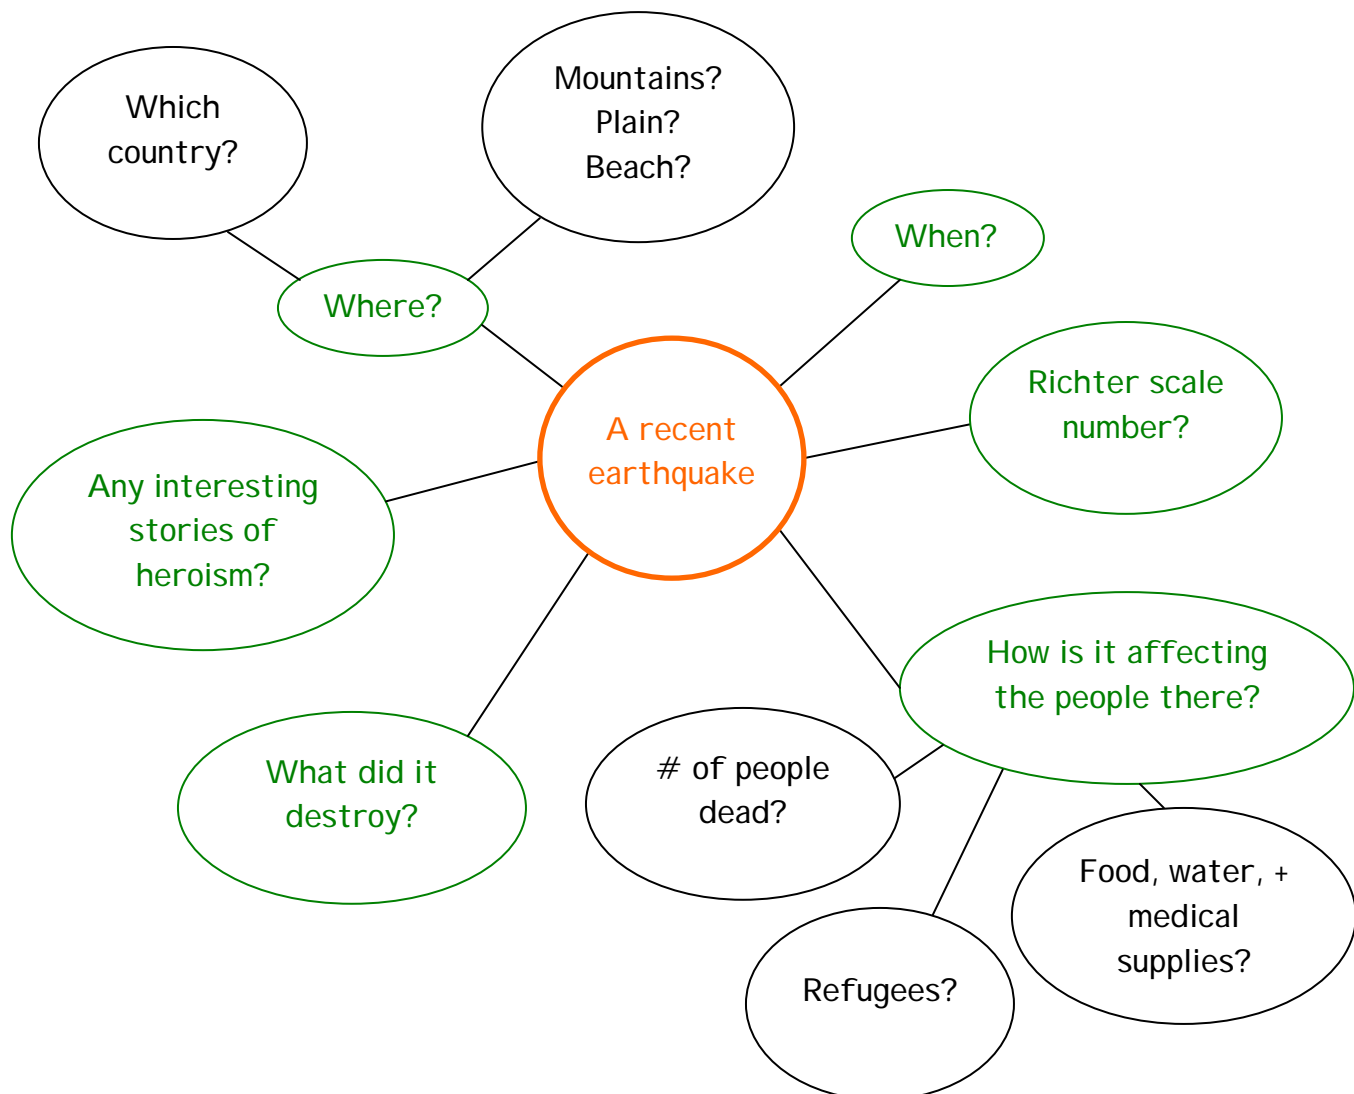 Which
country?
Mountains?
Plain?
Beach?
When?
Where?
Richter scale
number?
A recent
earthquake
Any interesting
stories of
heroism?
How is it affecting
the people there?
What did it
destroy?
# of people
dead?
Food, water, +
medical
supplies?
Refugees?